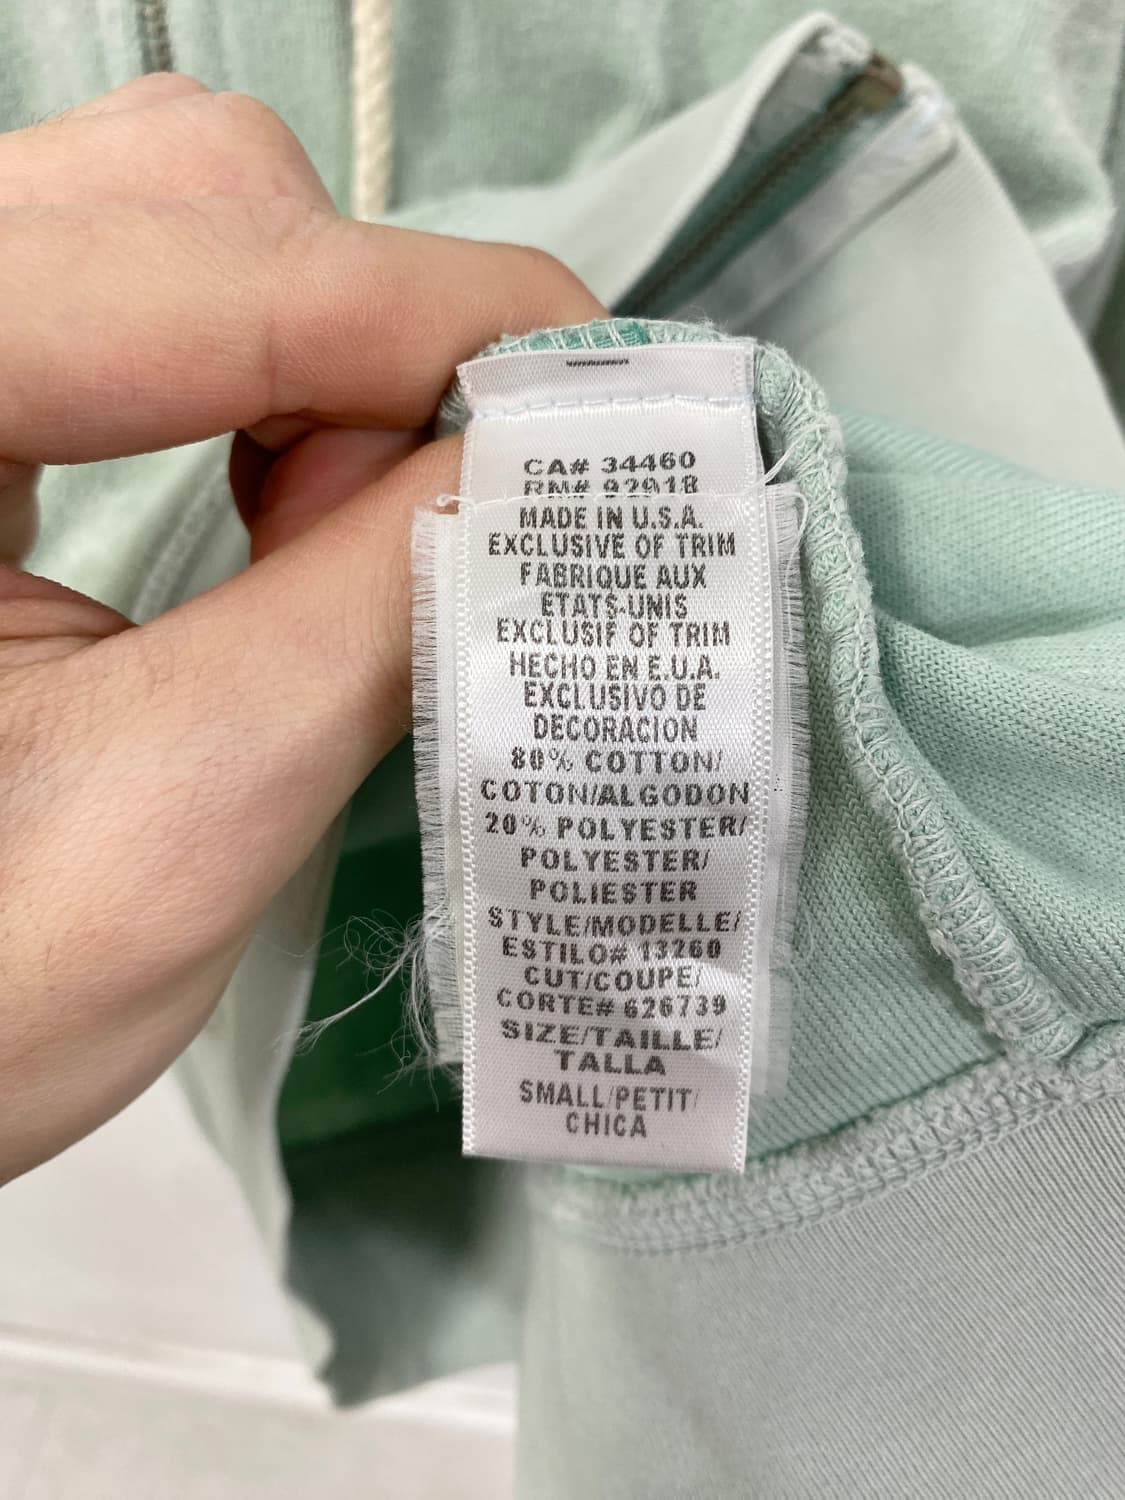 CA# 34460
RN# 92918
MADE IN U.S.A.
EXCLUSIVE OF TRIM
FABRIQUE AUX
ETATS-UNIS
EXCLUSIF OF TRIM
HECHO EN E.U.A.
EXCLUSIVO DE
DECORACION
80% COTTON/
COTON/ALGODON
20% POLYESTER/
POLYESTER/
POLIESTER
STYLE/MODELLE/
ESTILO# 13260
CUT/COUPE/
CORTE# 626739
SIZE/TAILLE/
TALLA
SMALL/PETIT/
CHICA